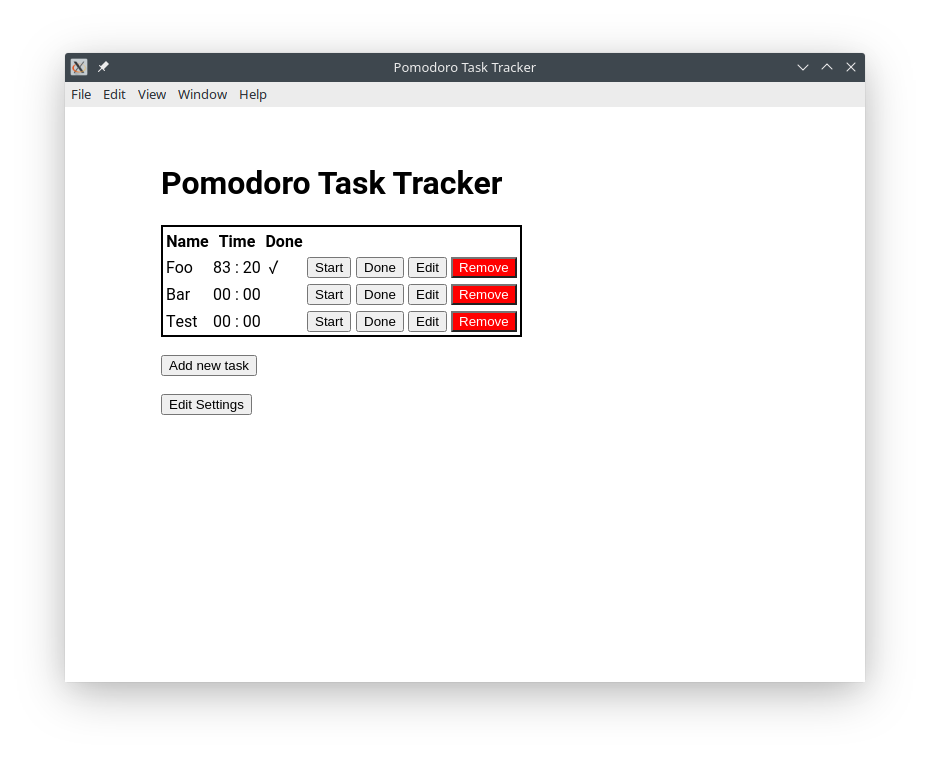 Pomodoro Task Tracker
File Edit View Window Help
Pomodoro Task Tracker
Name Time Done
Foo 83 : 20 √ Start Done Edit Remove
Bar 00 : 00 Start Done Edit Remove
Test 00 : 00 Start Done Edit Remove
Add new task
Edit Settings